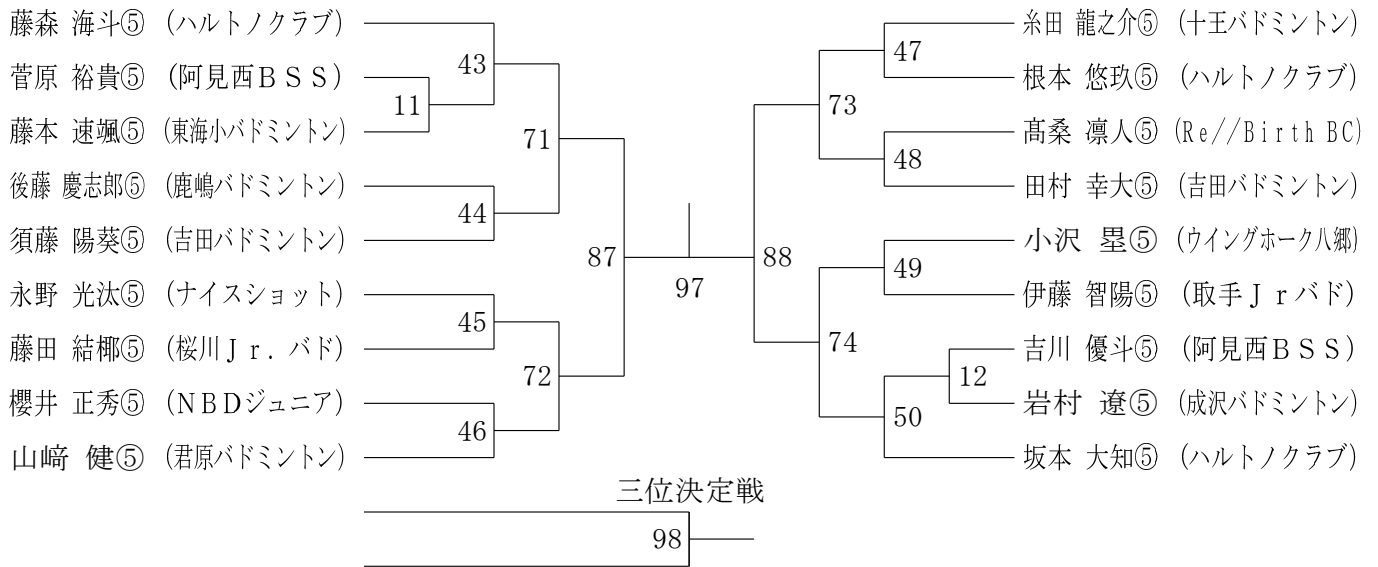 藤森 海斗⑤ (ハルトノクラブ)
菅原 裕貴⑤ (阿見西ＢＳＳ)
藤本 速颯⑤ (東海小バドミントン)
後藤 慶志郎⑤ (鹿嶋バドミントン)
須藤 陽葵⑤ (吉田バドミントン)
永野 光汰⑤ (ナイスショット)
藤田 結梛⑤ (桜川Ｊｒ．バド)
櫻井 正秀⑤ (ＮＢＤジュニア)
山﨑 健⑤ (君原バドミントン)
43
11
71
44
87
45
72
46
97
47
73
48
88
49
74
12
50
糸田 龍之介⑤ (十王バドミントン)
根本 悠玖⑤ (ハルトノクラブ)
髙桑 凛人⑤ (Re//Birth BC)
田村 幸大⑤ (吉田バドミントン)
小沢 塁⑤ (ウイングホーク八郷)
伊藤 智陽⑤ (取手Ｊｒバド)
吉川 優斗⑤ (阿見西ＢＳＳ)
岩村 遼⑤ (成沢バドミントン)
坂本 大知⑤ (ハルトノクラブ)
三位決定戦
98